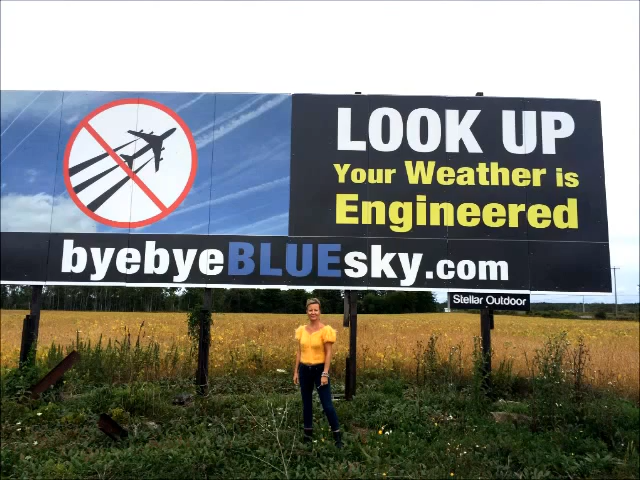 LOOK UP
Your Weather is
Engineered
byebyeBLUEsky.com
Stellar Outdoor